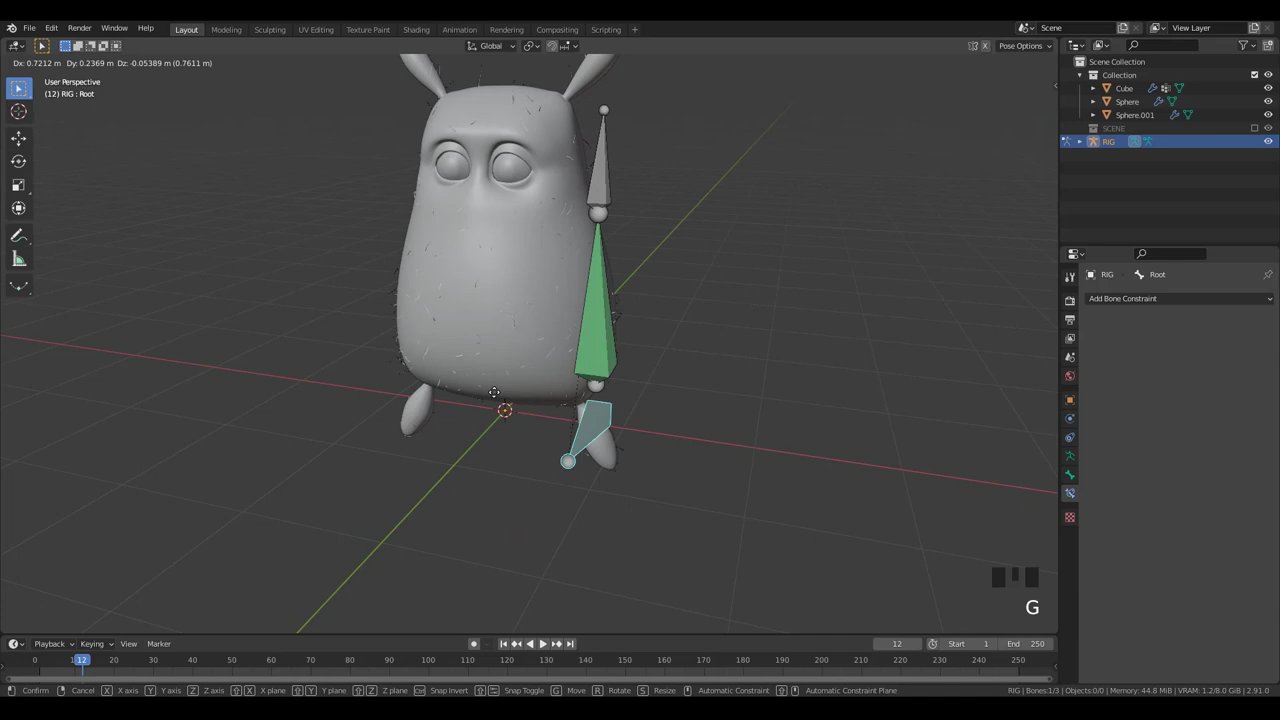 File Edit Render Window Help Layout Modeling Sculpting UV Editing Texture Paint Shading Animation Rendering Compositing Scripting + Scene View Layer
Global Pose Options
Dx: 0.7212 m Dy: 0.2369 m Dz: -0.05389 m (0.7611 m)
Scene Collection
User Perspective
(12) RIG : Root
Collection
Cube
Sphere
Sphere.001
SCENE
RIG
RIG Root
Add Bone Constraint
G
Playback Keying View Marker 12 Start 1 End 250
0 12 20 30 40 50 60 70 80 90 100 110 120 130 140 150 160 170 180 190 200 210 220 230 240 250
Confirm Cancel X X axis Y Y axis Z Z axis X X plane Y Y plane Z Z plane Snap Invert Snap Toggle G Move R Rotate S Resize Automatic Constraint Automatic Constraint Plane RIG | Bones:1/3 | Objects:0/0 | Memory: 44.8 MiB | VRAM: 1.2/8.0 GiB | 2.91.0